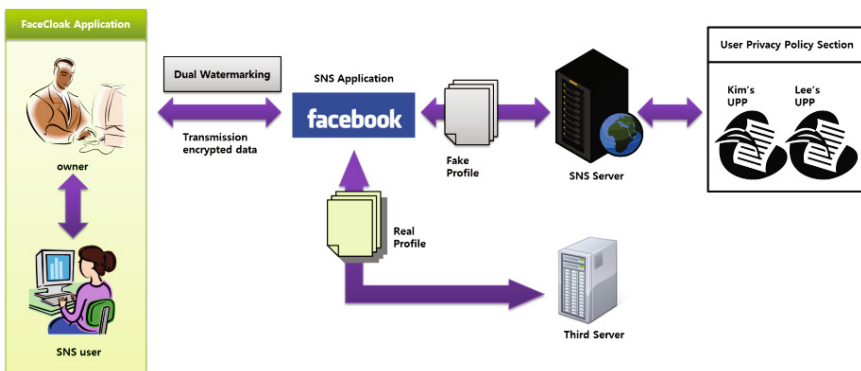 FaceCloak Application
owner
SNS user
Dual Watermarking
Transmission
encrypted data
SNS Application
facebook
Fake
Profile
Real
Profile
SNS Server
Third Server
User Privacy Policy Section
Kim's
UPP
Lee's
UPP